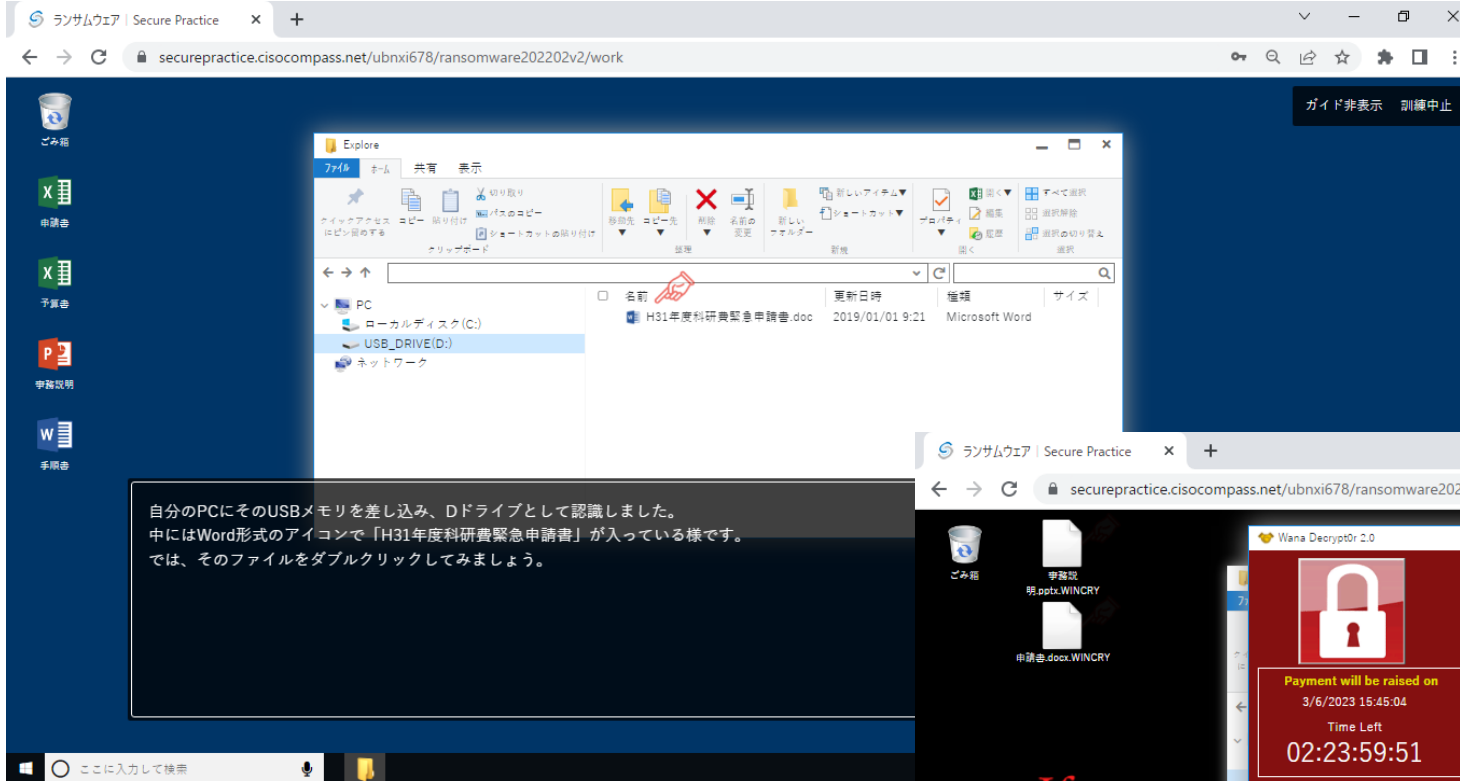 ランサムウェア | Secure Practice
securepractice.cisocompass.net/ubnxi678/ransomware202202v2/work
ガイド非表示 訓練中止
ごみ箱
申請書
予算書
事務説明
手順書
Explore
ファイル ホーム 共有 表示
クイックアクセスにピン留めする
コピー
貼り付け
切り取り
パスのコピー
ショートカットの貼り付け
クリップボード
移動先
コピー先
削除
名前の変更
整理
新しいフォルダー
新しいアイテム▼
ショートカット▼
新規
プロパティ
開く▼
編集
履歴
開く
すべて選択
選択解除
選択の切り替え
選択
名前 更新日時 種類 サイズ
H31年度科研費緊急申請書.doc 2019/01/01 9:21 Microsoft Word
PC
ローカルディスク(C:)
USB_DRIVE(D:)
ネットワーク
自分のPCにそのUSBメモリを差し込み、Dドライブとして認識しました。
中にはWord形式のアイコンで「H31年度科研費緊急申請書」が入っている様です。
では、そのファイルをダブルクリックしてみましょう。
ここに入力して検索
ランサムウェア | Secure Practice
securepractice.cisocompass.net/ubnxi678/ransomware202
ごみ箱
事務説
明.pptx.WINCRY
申請書.docx.WINCRY
Wana Decrypt0r 2.0
Payment will be raised on
3/6/2023 15:45:04
Time Left
02:23:59:51